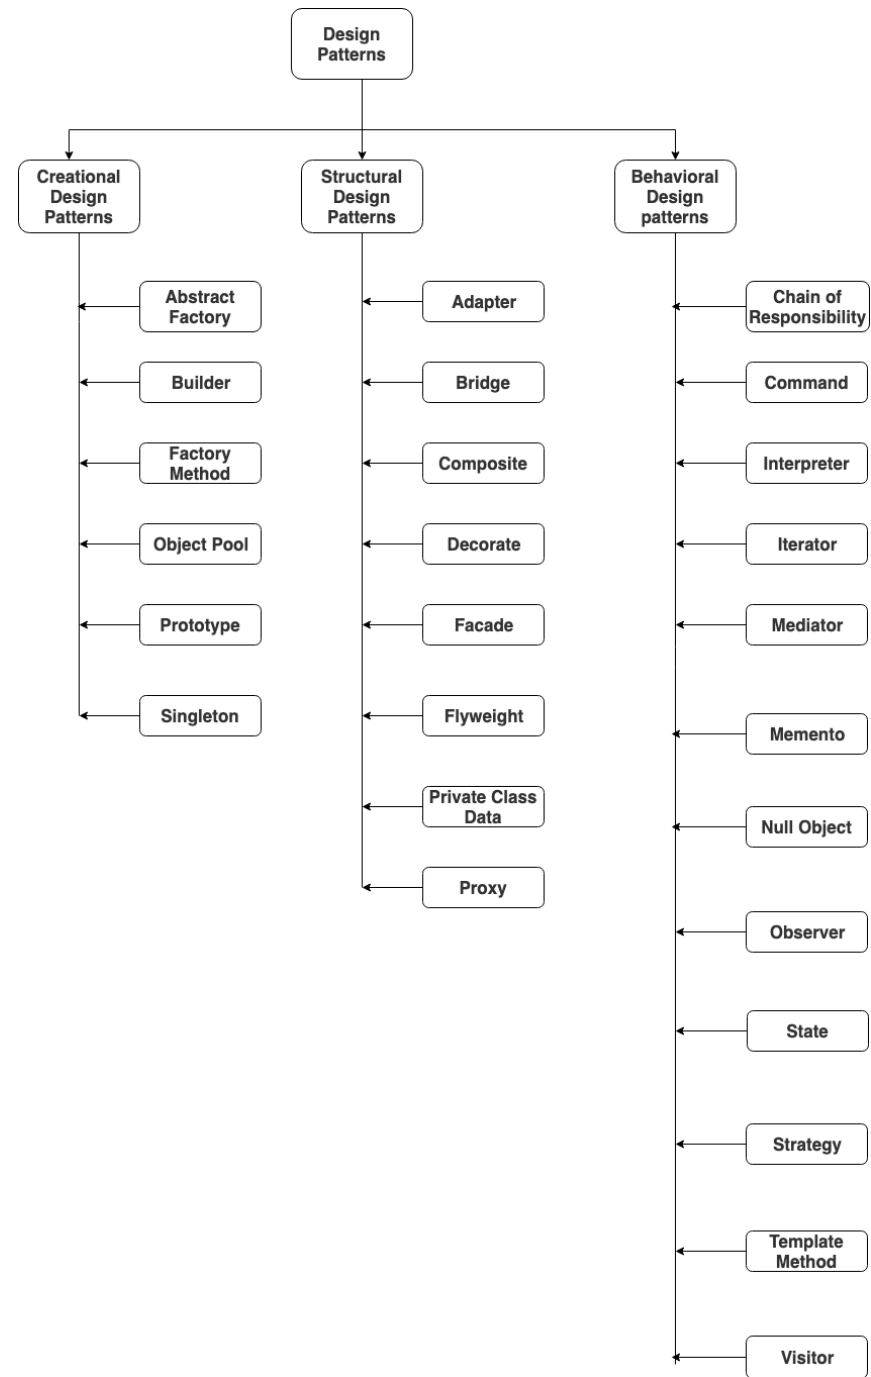 Design
Patterns
Creational
Design
Patterns
Structural
Design
Patterns
Behavioral
Design
patterns
Abstract
Factory
Builder
Factory
Method
Object Pool
Prototype
Singleton
Adapter
Bridge
Composite
Decorate
Facade
Flyweight
Private Class
Data
Proxy
Chain of
Responsibility
Command
Interpreter
Iterator
Mediator
Memento
Null Object
Observer
State
Strategy
Template
Method
Visitor